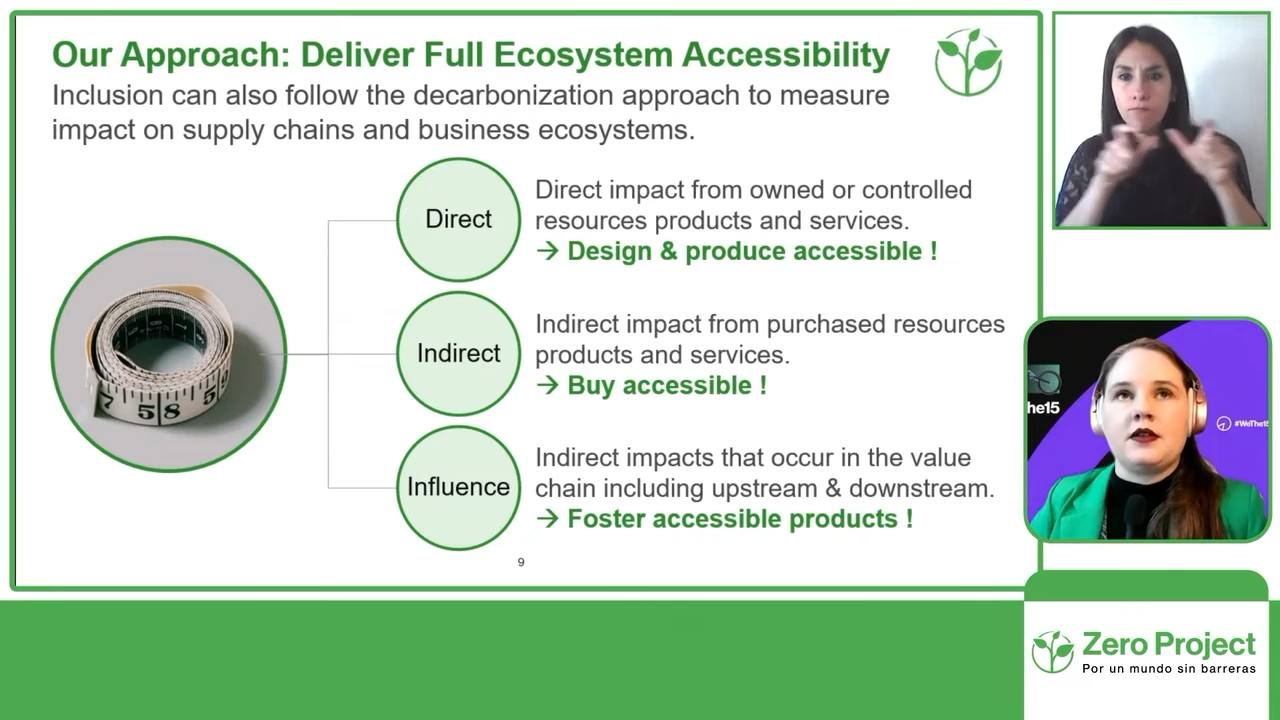 Our Approach: Deliver Full Ecosystem Accessibility
Inclusion can also follow the decarbonization approach to measure
impact on supply chains and business ecosystems.
Direct
Direct impact from owned or controlled
resources products and services.
→ Design & produce accessible !
Indirect
Indirect impact from purchased resources
products and services.
→ Buy accessible !
Influence
Indirect impacts that occur in the value
chain including upstream & downstream.
→ Foster accessible products !
7 58 5
9
he15
#WeThe15
Zero Project
Por un mundo sin barreras